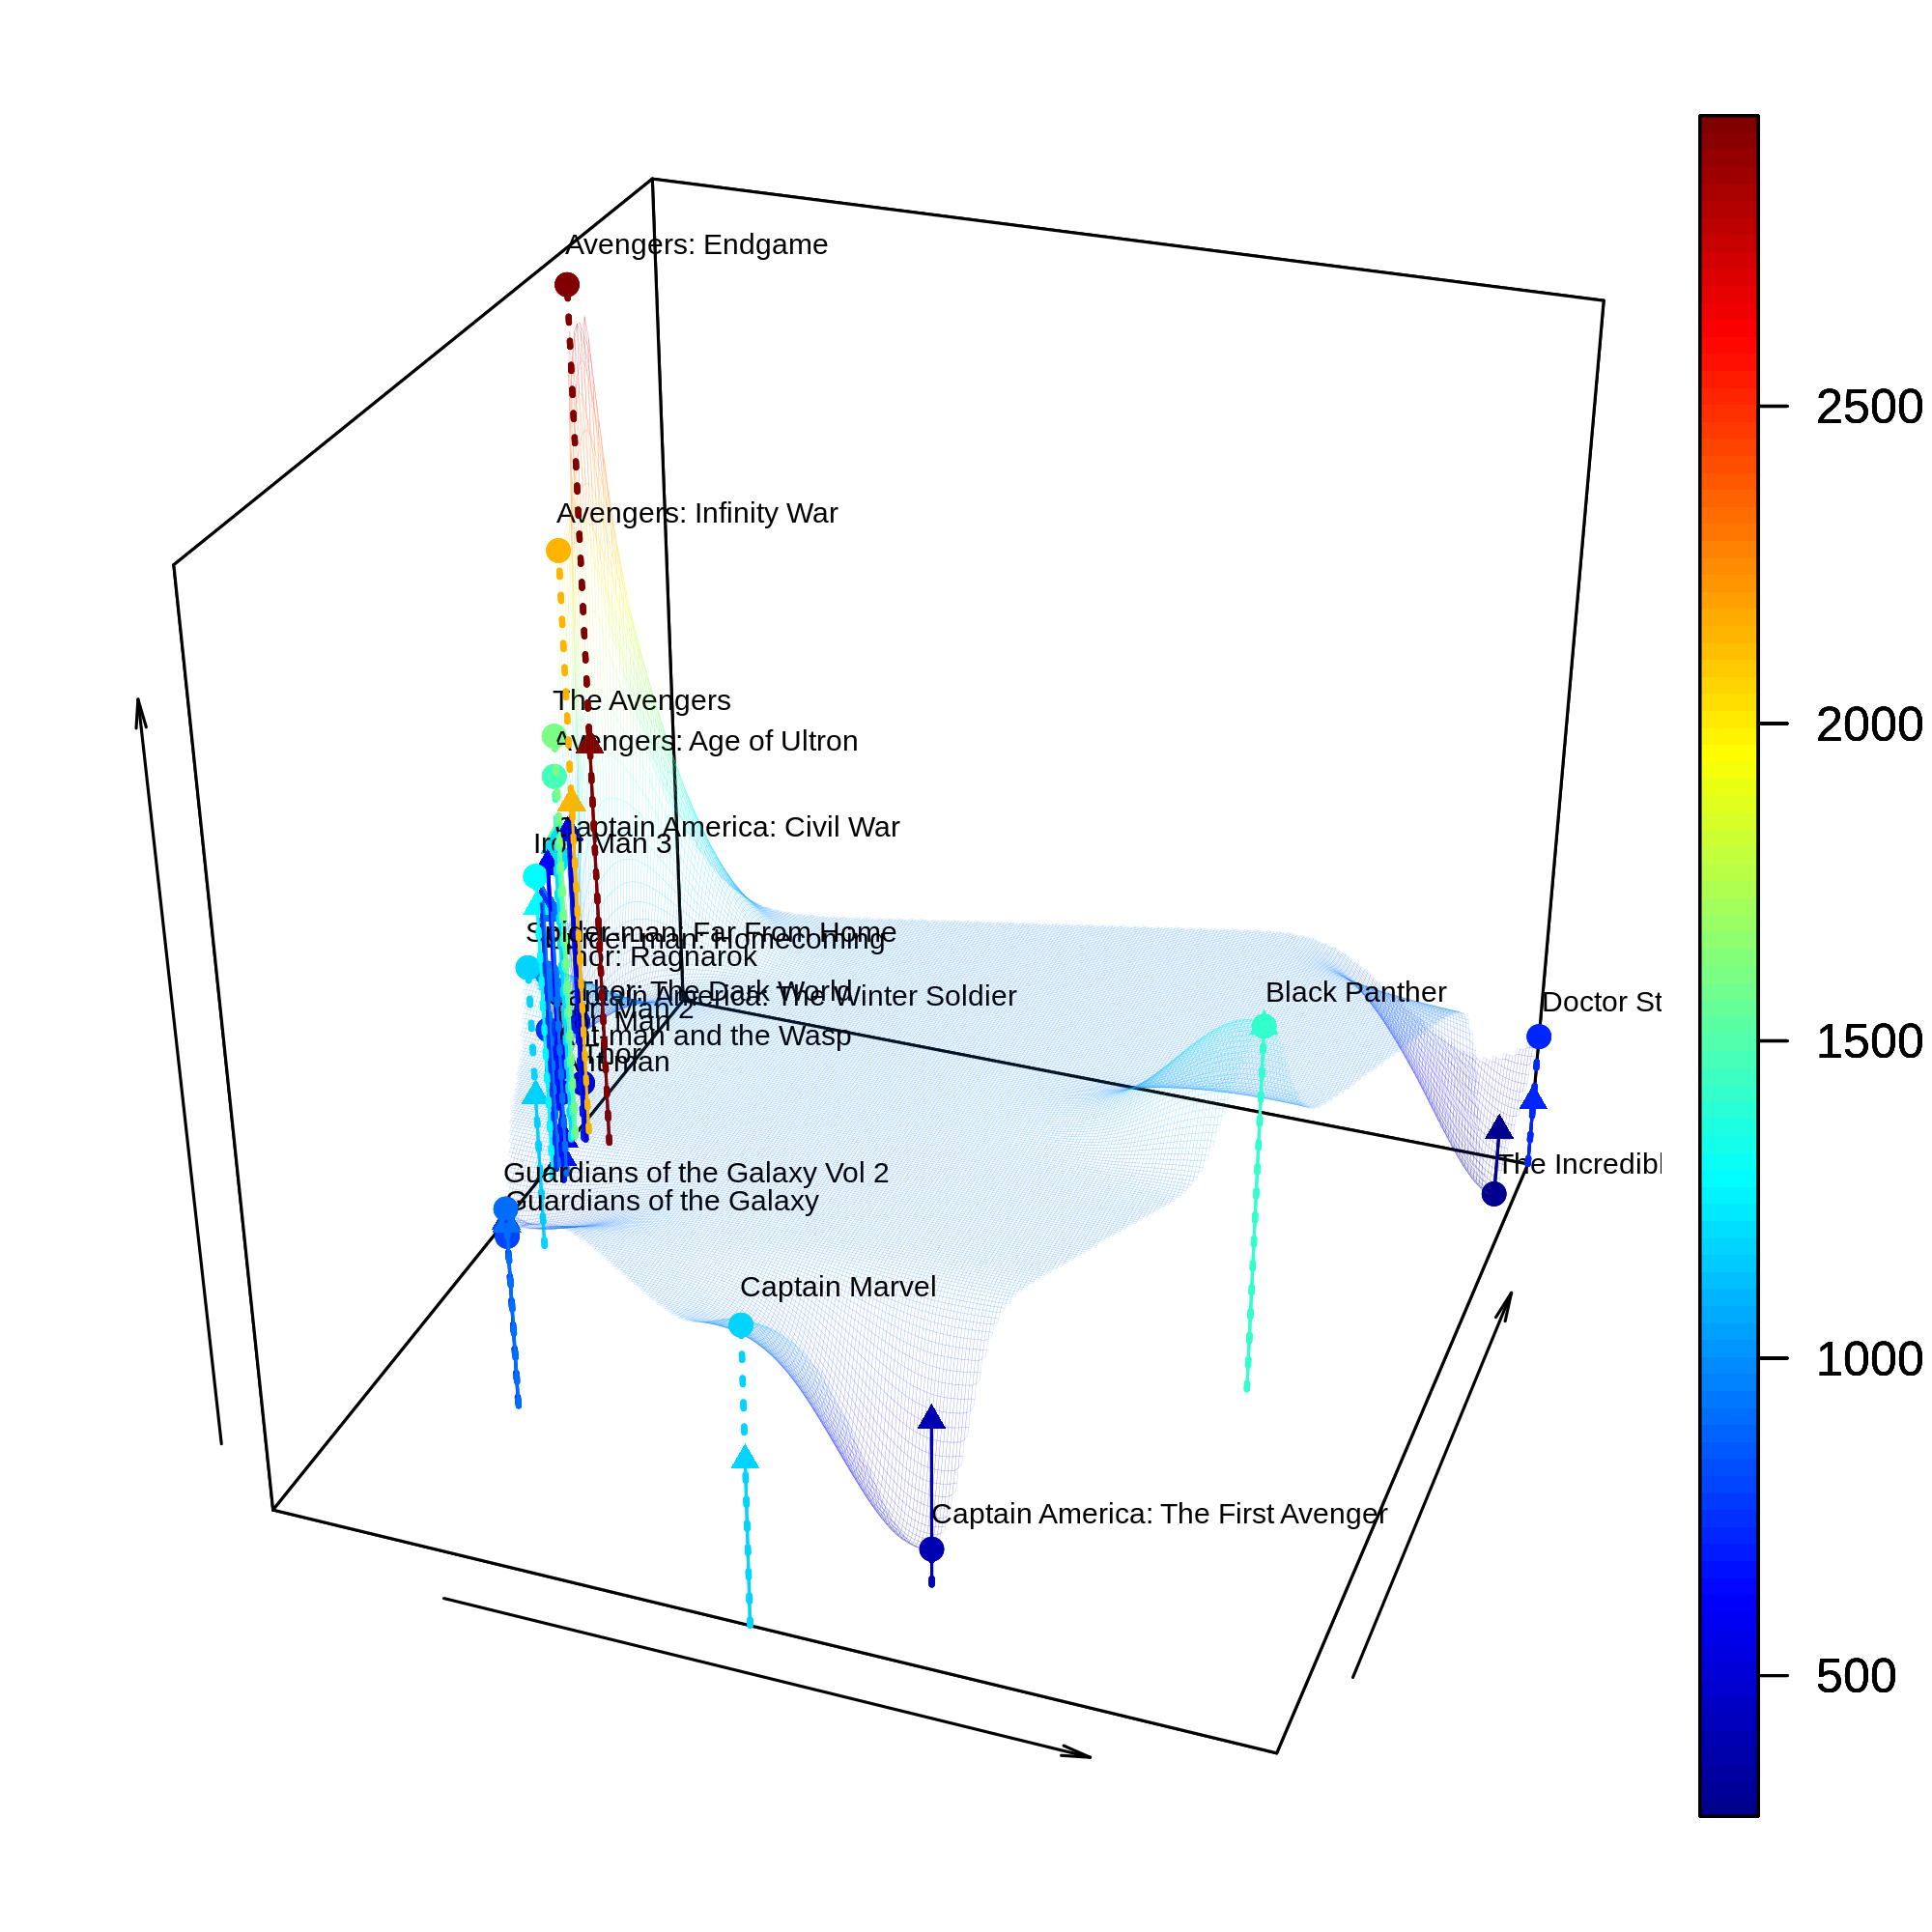 Avengers: Endgame
2500
Avengers: Infinity War
The Avengers
2000
Avengers: Age of Ultron
Captain America: Civil War
Iron Man 3
Spider-man: Far From Home
Spider-man: Homecoming
Thor: Ragnarok
Thor: The Dark World
Captain America: The Winter Soldier
Black Panther
Doctor St
Man 2
Man
1500
Ant-man and the Wasp
Thor
Ant-man
The Incredibl
Guardians of the Galaxy Vol 2
Guardians of the Galaxy
Captain Marvel
1000
Captain America: The First Avenger
500